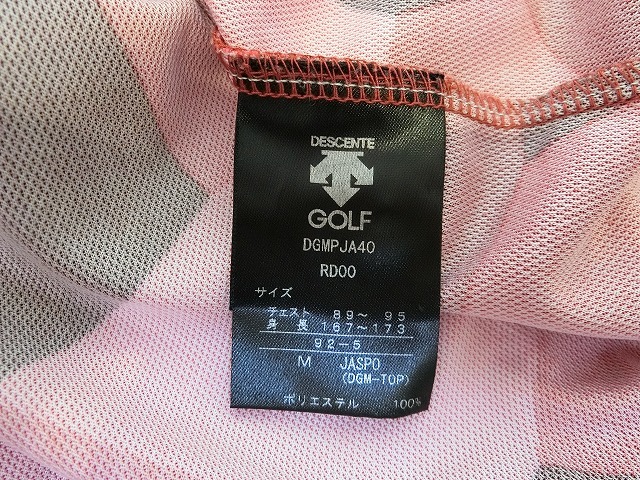 DESCENTE
GOLF
DGMPJA40
RD00
サイズ
チェスト 89~ 95
身 長 167~173
92-5
M JASPO
(DGM-TOP)
ポリエステル 100%